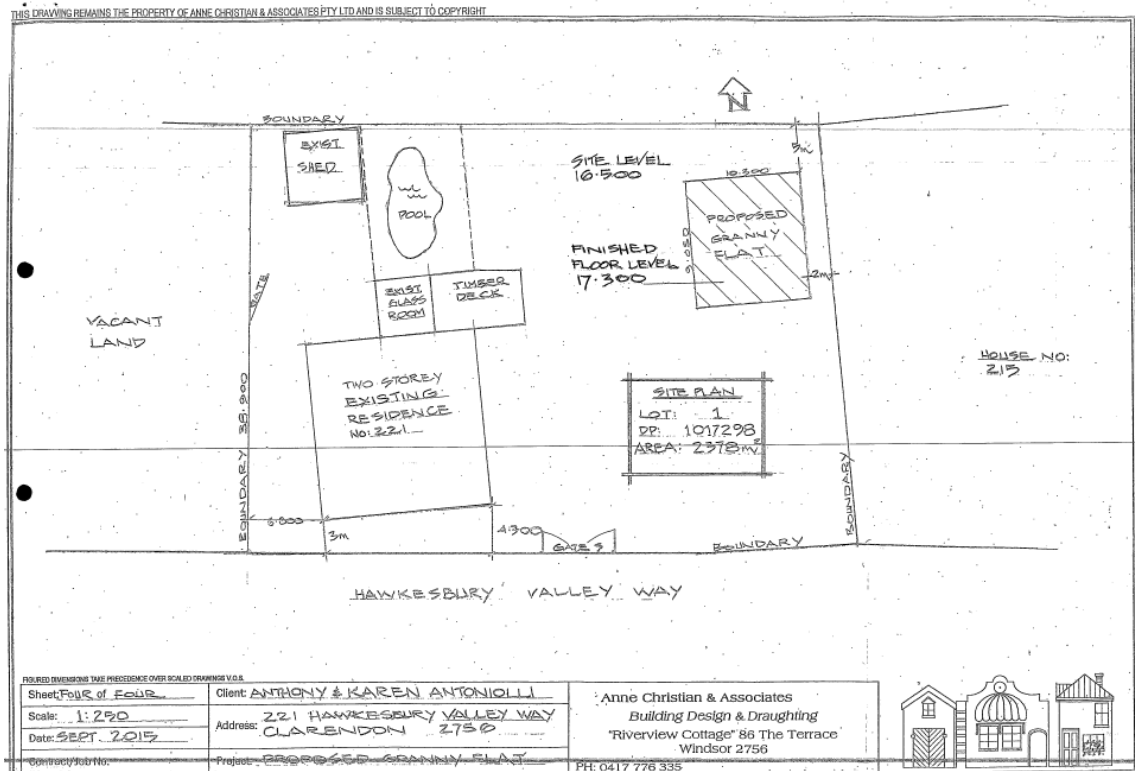 THIS DRAWING REMAINS THE PROPERTY OF ANNE CHRISTIAN & ASSOCIATES PTY LTD AND IS SUBJECT TO COPYRIGHT
N
BOUNDARY
EXIST
SHED
POOL
SITE LEVEL
16.500
5m
10.300
PROPOSED
GRANNY
FLAT
9.050
FINISHED
FLOOR LEVEL
17.300
2m
GATE
EXIST
GLASS
ROOM
TIMBER
DECK
VACANT
LAND
HOUSE NO:
215
TWO STOREY
EXISTING
RESIDENCE
NO: 221
SITE PLAN
LOT: 1
DP: 1017298
AREA: 2378m²
BOUNDARY 38.900
BOUNDARY
6.800
3m
4.300
GATES
BOUNDARY
HAWKESBURY VALLEY WAY
FIGURED DIMENSIONS TAKE PRECEDENCE OVER SCALED DRAWINGS V.O.S.
Sheet: FOUR of FOUR
Client: ANTHONY & KAREN ANTONIOLLI
Scale: 1:250
Address: 221 HAWKESBURY VALLEY WAY
CLARENDON 2756
Date: SEPT. 2015
Contract/Job No:
Project: PROPOSED GRANNY FLAT
Anne Christian & Associates
Building Design & Draughting
"Riverview Cottage" 86 The Terrace
Windsor 2756
PH: 0417 776 335